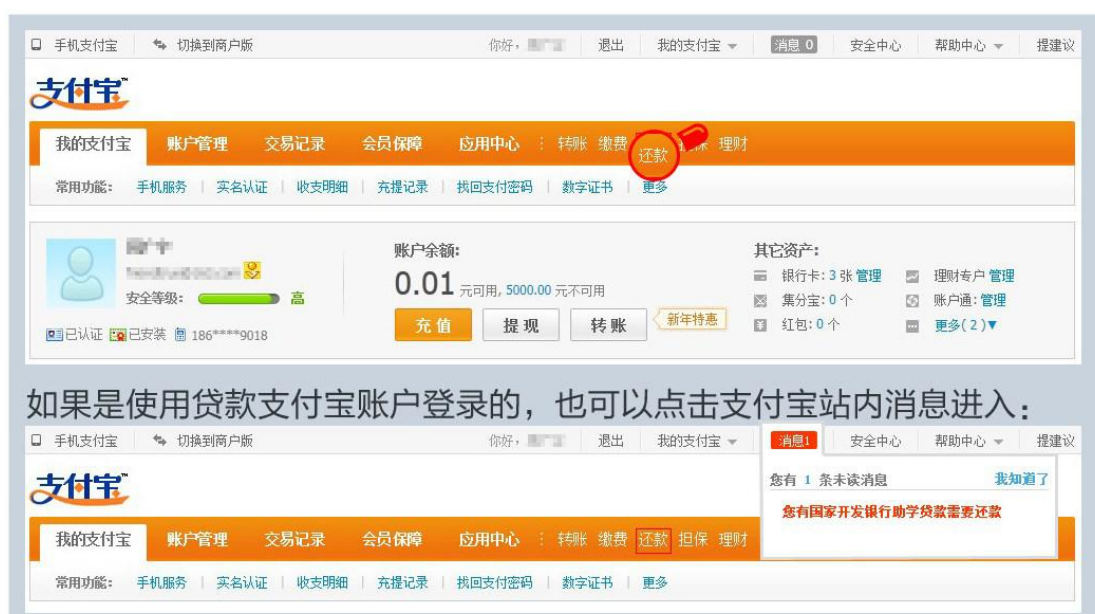 手机支付宝 切换到商户版 你好, 退出 我的支付宝 消息 0 安全中心 帮助中心 提建议
支付宝
我的支付宝 账户管理 交易记录 会员保障 应用中心 转账 缴费 还款 担保 理财
常用功能: 手机服务 实名认证 收支明细 充提记录 找回支付密码 数字证书 更多
账户余额: 其它资产:
0.01 元可用, 5000.00 元不可用 银行卡: 3 张 管理 理财专户 管理
安全等级: 高 集分宝: 0 个 账户通: 管理
充值 提现 转账 新年特惠 红包: 0 个 更多(2)▼
已认证 已安装 186****9018
如果是使用贷款支付宝账户登录的，也可以点击支付宝站内消息进入：
手机支付宝 切换到商户版 你好, 退出 我的支付宝 消息1 安全中心 帮助中心 提建议
您有 1 条未读消息 我知道了
支付宝
您有国家开发银行助学贷款需要还款
我的支付宝 账户管理 交易记录 会员保障 应用中心 转账 缴费 还款 担保 理财
常用功能: 手机服务 实名认证 收支明细 充提记录 找回支付密码 数字证书 更多